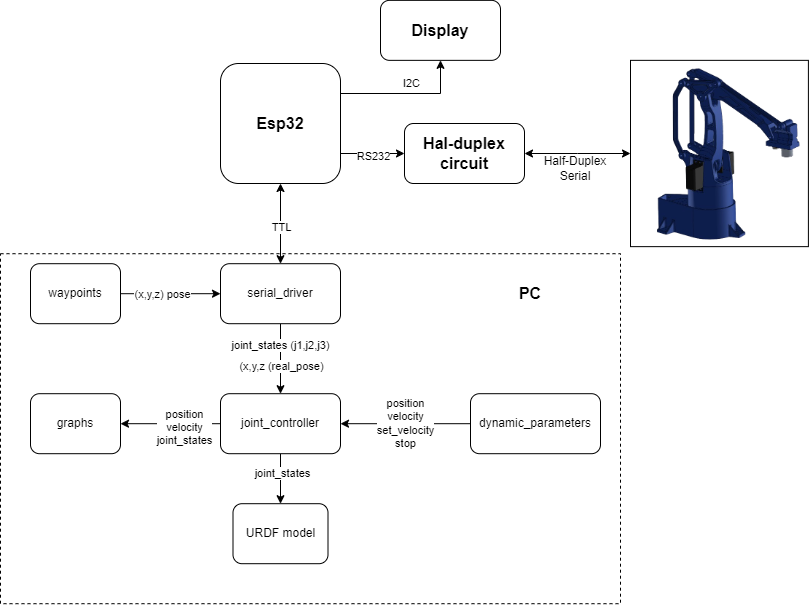 Display
I2C
Esp32
Hal-duplex
circuit
RS232
Half-Duplex
Serial
TTL
PC
waypoints
(x,y,z) pose
serial_driver
joint_states (j1,j2,j3)
(x,y,z (real_pose)
graphs
position
velocity
joint_states
joint_controller
position
velocity
set_velocity
stop
dynamic_parameters
joint_states
URDF model